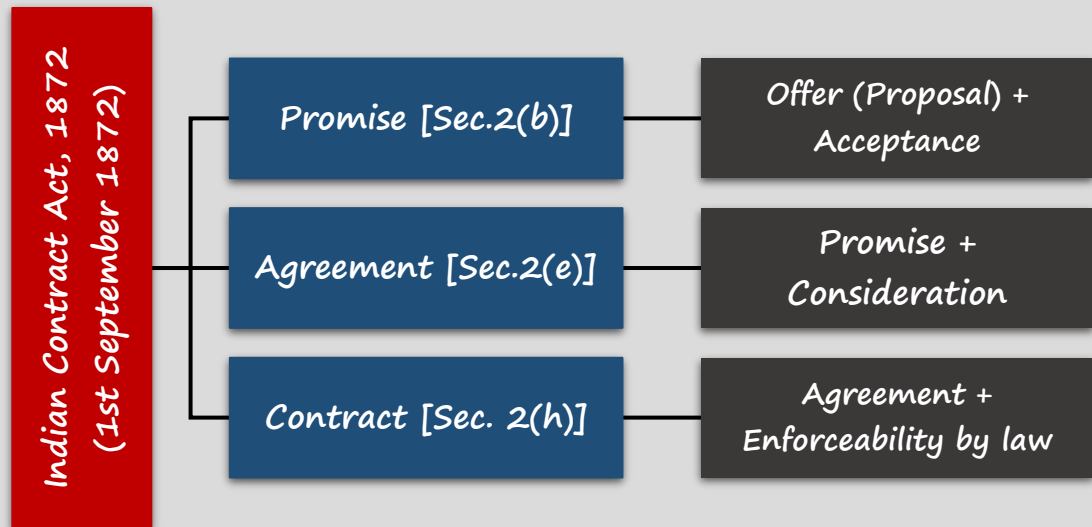 Indian Contract Act, 1872
(1st September 1872)
Promise [Sec.2(b)]
Offer (Proposal) +
Acceptance
Agreement [Sec.2(e)]
Promise +
Consideration
Contract [Sec. 2(h)]
Agreement +
Enforceability by law